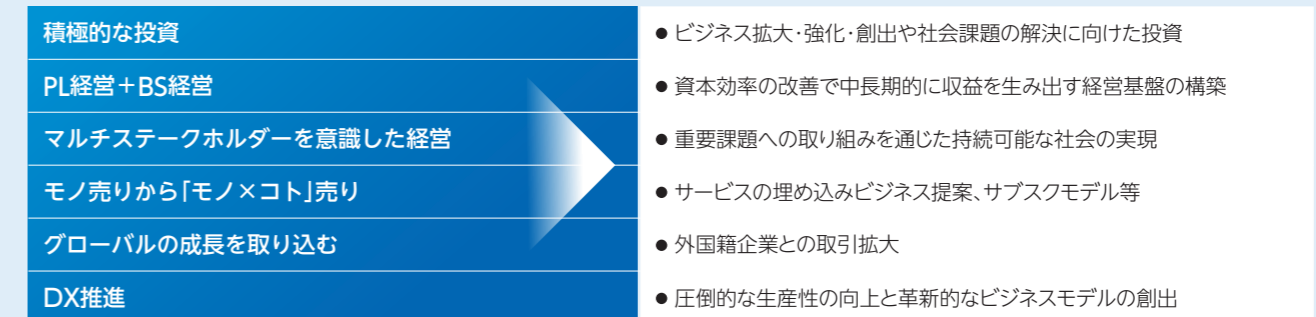 積極的な投資
● ビジネス拡大・強化・創出や社会課題の解決に向けた投資
PL経営＋BS経営
● 資本効率の改善で中長期的に収益を生み出す経営基盤の構築
マルチステークホルダーを意識した経営
● 重要課題への取り組みを通じた持続可能な社会の実現
モノ売りから「モノ×コト」売り
● サービスの埋め込みビジネス提案、サブスクモデル等
グローバルの成長を取り込む
● 外国籍企業との取引拡大
DX推進
● 圧倒的な生産性の向上と革新的なビジネスモデルの創出